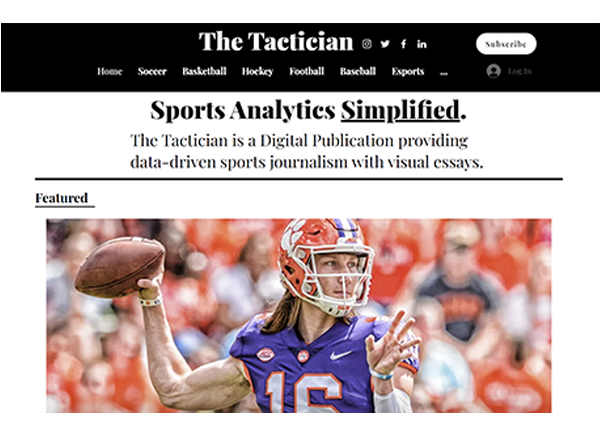 The Tactician
Subscribe
Home Soccer Basketball Hockey Football Baseball Esports ...
Log In
Sports Analytics Simplified.
The Tactician is a Digital Publication providing
data-driven sports journalism with visual essays.
Featured
ACC
16